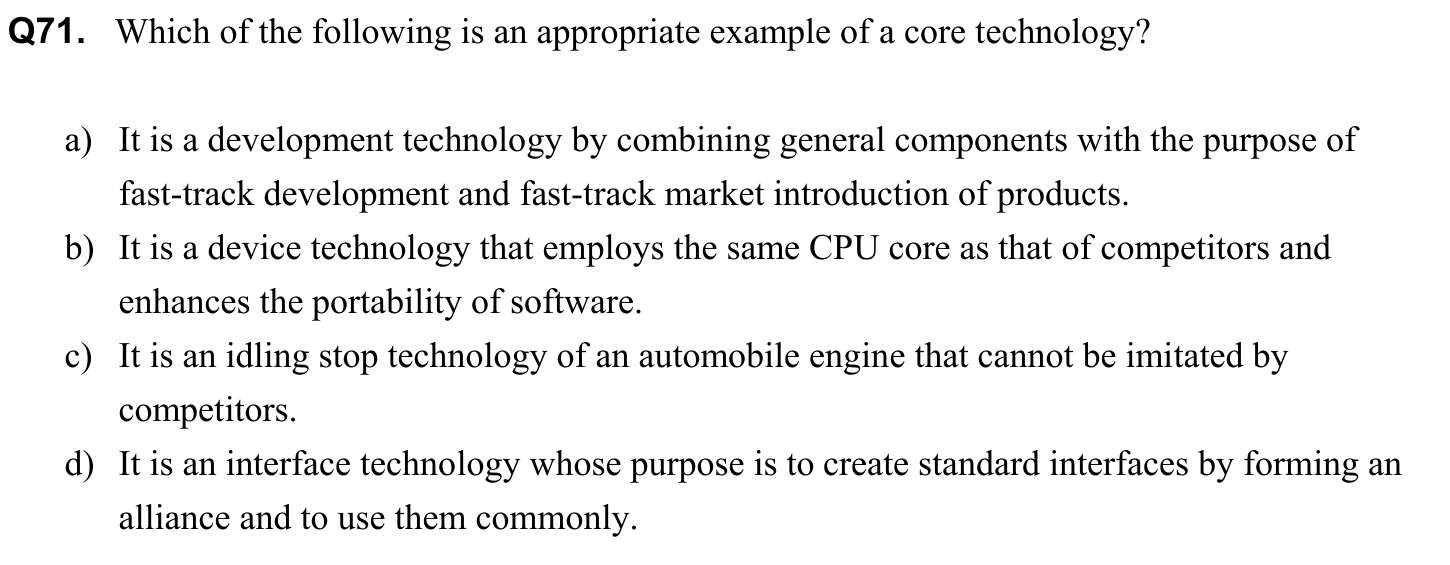 Q71. Which of the following is an appropriate example of a core technology?
a) It is a development technology by combining general components with the purpose of
fast-track development and fast-track market introduction of products.
b) It is a device technology that employs the same CPU core as that of competitors and
enhances the portability of software.
c) It is an idling stop technology of an automobile engine that cannot be imitated by
competitors.
d) It is an interface technology whose purpose is to create standard interfaces by forming an
alliance and to use them commonly.